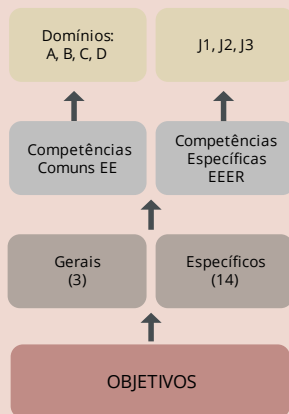 Domínios:
A, B, C, D
J1, J2, J3
Competências
Comuns EE
Competências
Específicas
EEER
Gerais
(3)
Específicos
(14)
OBJETIVOS